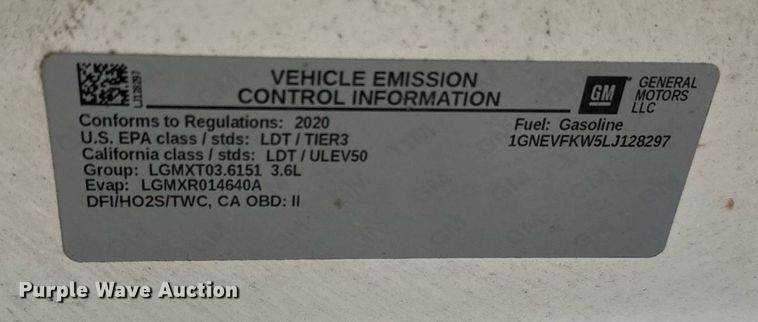 LJ128297
VEHICLE EMISSION
CONTROL INFORMATION
GM
GENERAL
MOTORS
LLC
Conforms to Regulations: 2020
U.S. EPA class / stds: LDT / TIER3
California class / stds: LDT / ULEV50
Group: LGMXT03.6151 3.6L
Evap: LGMXR014640A
DFI/HO2S/TWC, CA OBD: II
Fuel: Gasoline
1GNEVFKW5LJ128297
Purple Wave Auction